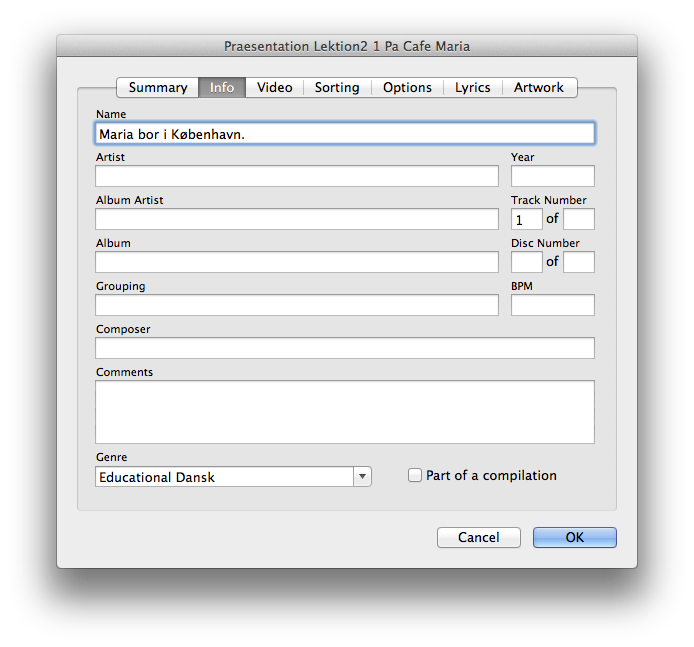 Praesentation Lektion2 1 Pa Cafe Maria
Summary Info Video Sorting Options Lyrics Artwork
Name
Maria bor i København.
Artist Year
Album Artist Track Number
1 of
Album Disc Number
of
Grouping BPM
Composer
Comments
Genre
Educational Dansk Part of a compilation
Cancel OK